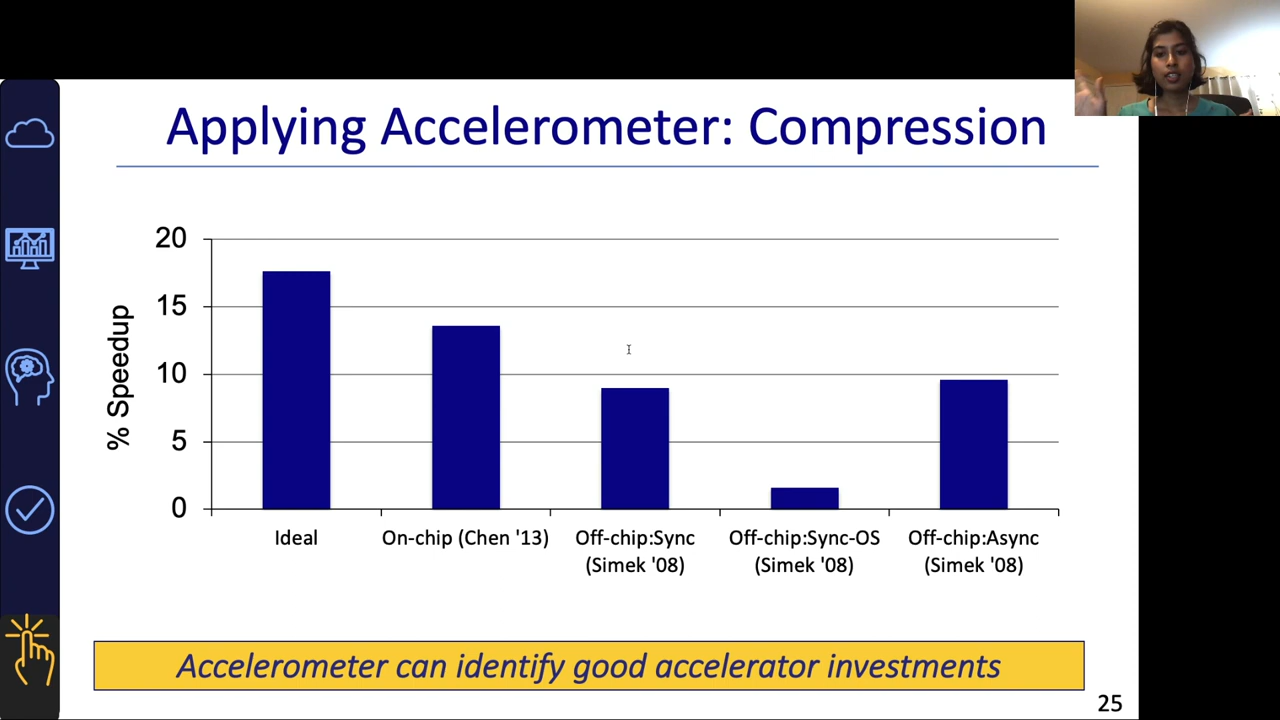 Applying Accelerometer: Compression
% Speedup
20
15
10
5
0
Ideal
On-chip (Chen '13)
Off-chip:Sync
(Simek '08)
Off-chip:Sync-OS
(Simek '08)
Off-chip:Async
(Simek '08)
Accelerometer can identify good accelerator investments
25